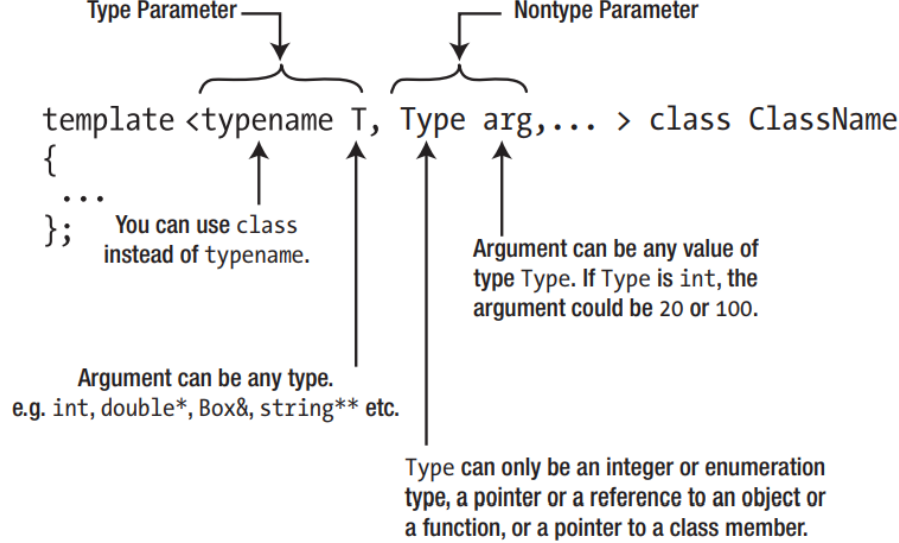 Type Parameter
Nontype Parameter
template <typename T, Type arg,... > class ClassName
{
...
};
You can use class
instead of typename.
Argument can be any value of
type Type. If Type is int, the
argument could be 20 or 100.
Argument can be any type.
e.g. int, double*, Box&, string** etc.
Type can only be an integer or enumeration
type, a pointer or a reference to an object or
a function, or a pointer to a class member.